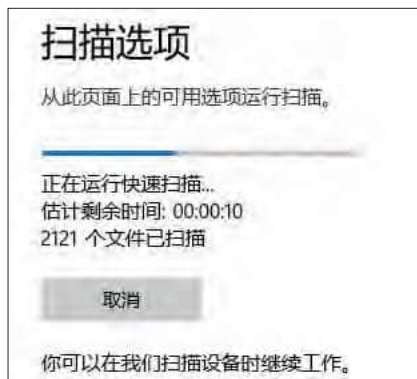 扫描选项
从此页面上的可用选项运行扫描。
正在运行快速扫描...
估计剩余时间: 00:00:10
2121 个文件已扫描
取消
你可以在我们扫描设备时继续工作。